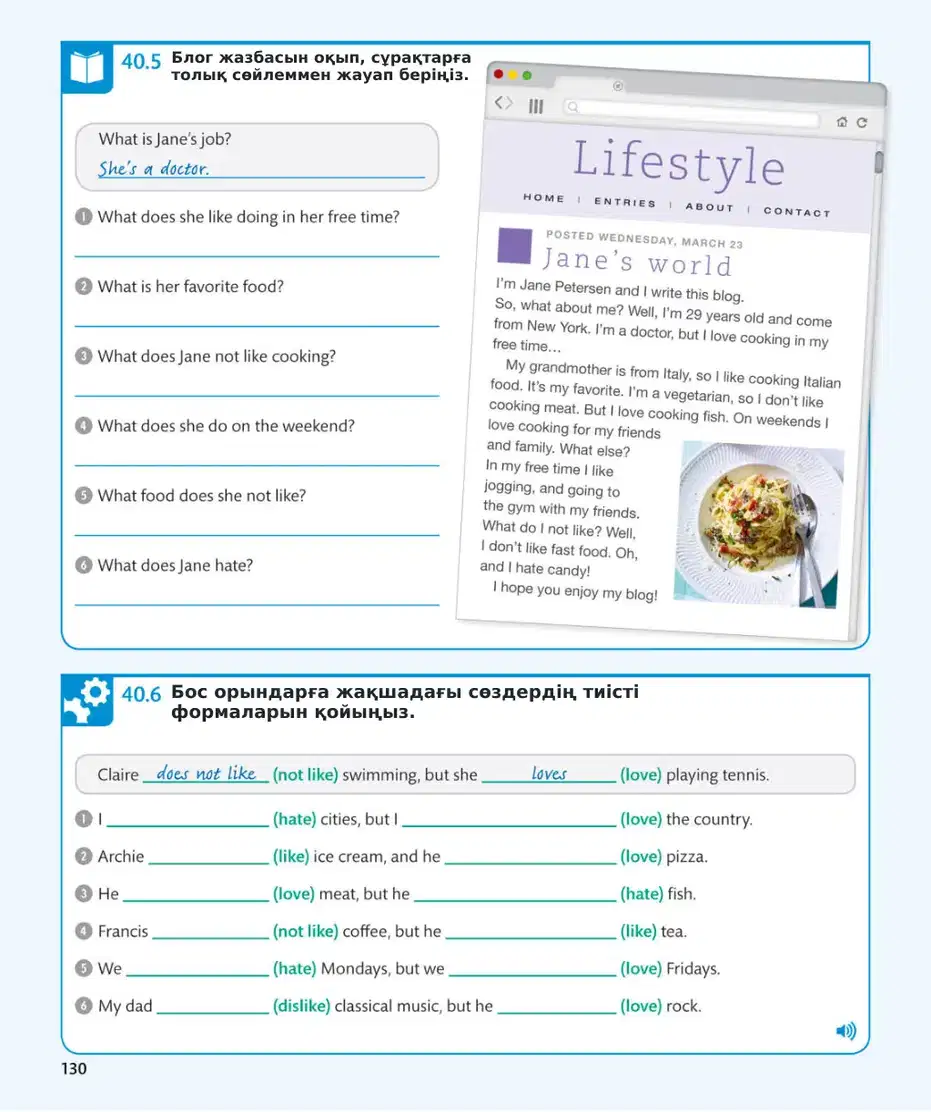 40.5 Блог жазбасын оқып, сұрақтарға
толық сөйлеммен жауап беріңіз.
What is Jane's job?
She's a doctor.
1 What does she like doing in her free time?
2 What is her favorite food?
3 What does Jane not like cooking?
4 What does she do on the weekend?
5 What food does she not like?
6 What does Jane hate?
Lifestyle
HOME | ENTRIES | ABOUT | CONTACT
POSTED WEDNESDAY, MARCH 23
Jane's world
I'm Jane Petersen and I write this blog.
So, what about me? Well, I'm 29 years old and come
from New York. I'm a doctor, but I love cooking in my
free time...
My grandmother is from Italy, so I like cooking Italian
food. It's my favorite. I'm a vegetarian, so I don't like
cooking meat. But I love cooking fish. On weekends I
love cooking for my friends
and family. What else?
In my free time I like
jogging, and going to
the gym with my friends.
What do I not like? Well,
I don't like fast food. Oh,
and I hate candy!
I hope you enjoy my blog!
40.6 Бос орындарға жақшадағы сөздердің тиісті
формаларын қойыңыз.
Claire does not like (not like) swimming, but she loves (love) playing tennis.
1 I ____ (hate) cities, but I ____ (love) the country.
2 Archie ____ (like) ice cream, and he ____ (love) pizza.
3 He ____ (love) meat, but he ____ (hate) fish.
4 Francis ____ (not like) coffee, but he ____ (like) tea.
5 We ____ (hate) Mondays, but we ____ (love) Fridays.
6 My dad ____ (dislike) classical music, but he ____ (love) rock.
130